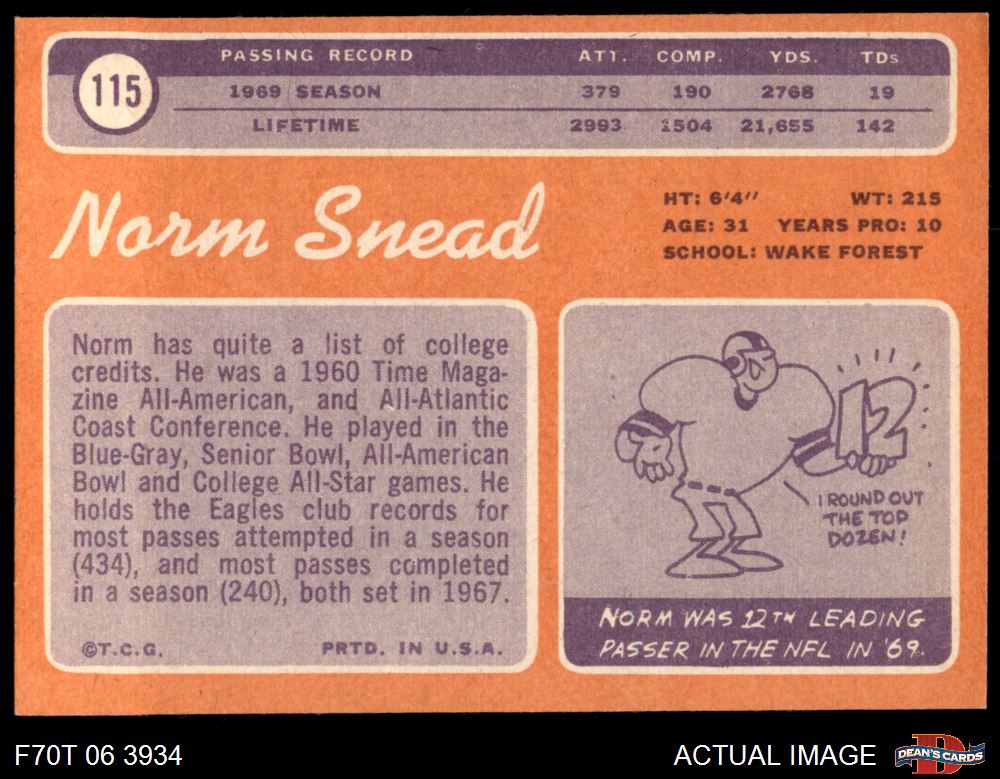 115
PASSING RECORD ATT. COMP. YDS. TDs
1969 SEASON 379 190 2768 19
LIFETIME 2993 1504 21,655 142
Norm Snead
HT: 6'4'' WT: 215
AGE: 31 YEARS PRO: 10
SCHOOL: WAKE FOREST
Norm has quite a list of college
credits. He was a 1960 Time Maga-
zine All-American, and All-Atlantic
Coast Conference. He played in the
Blue-Gray, Senior Bowl, All-American
Bowl and College All-Star games. He
holds the Eagles club records for
most passes attempted in a season
(434), and most passes completed
in a season (240), both set in 1967.
©T.C.G. PRTD. IN U.S.A.
12
I ROUND OUT
THE TOP
DOZEN!
NORM WAS 12TH LEADING
PASSER IN THE NFL IN '69.
F70T 06 3934 ACTUAL IMAGE
D
DEAN'S CARDS